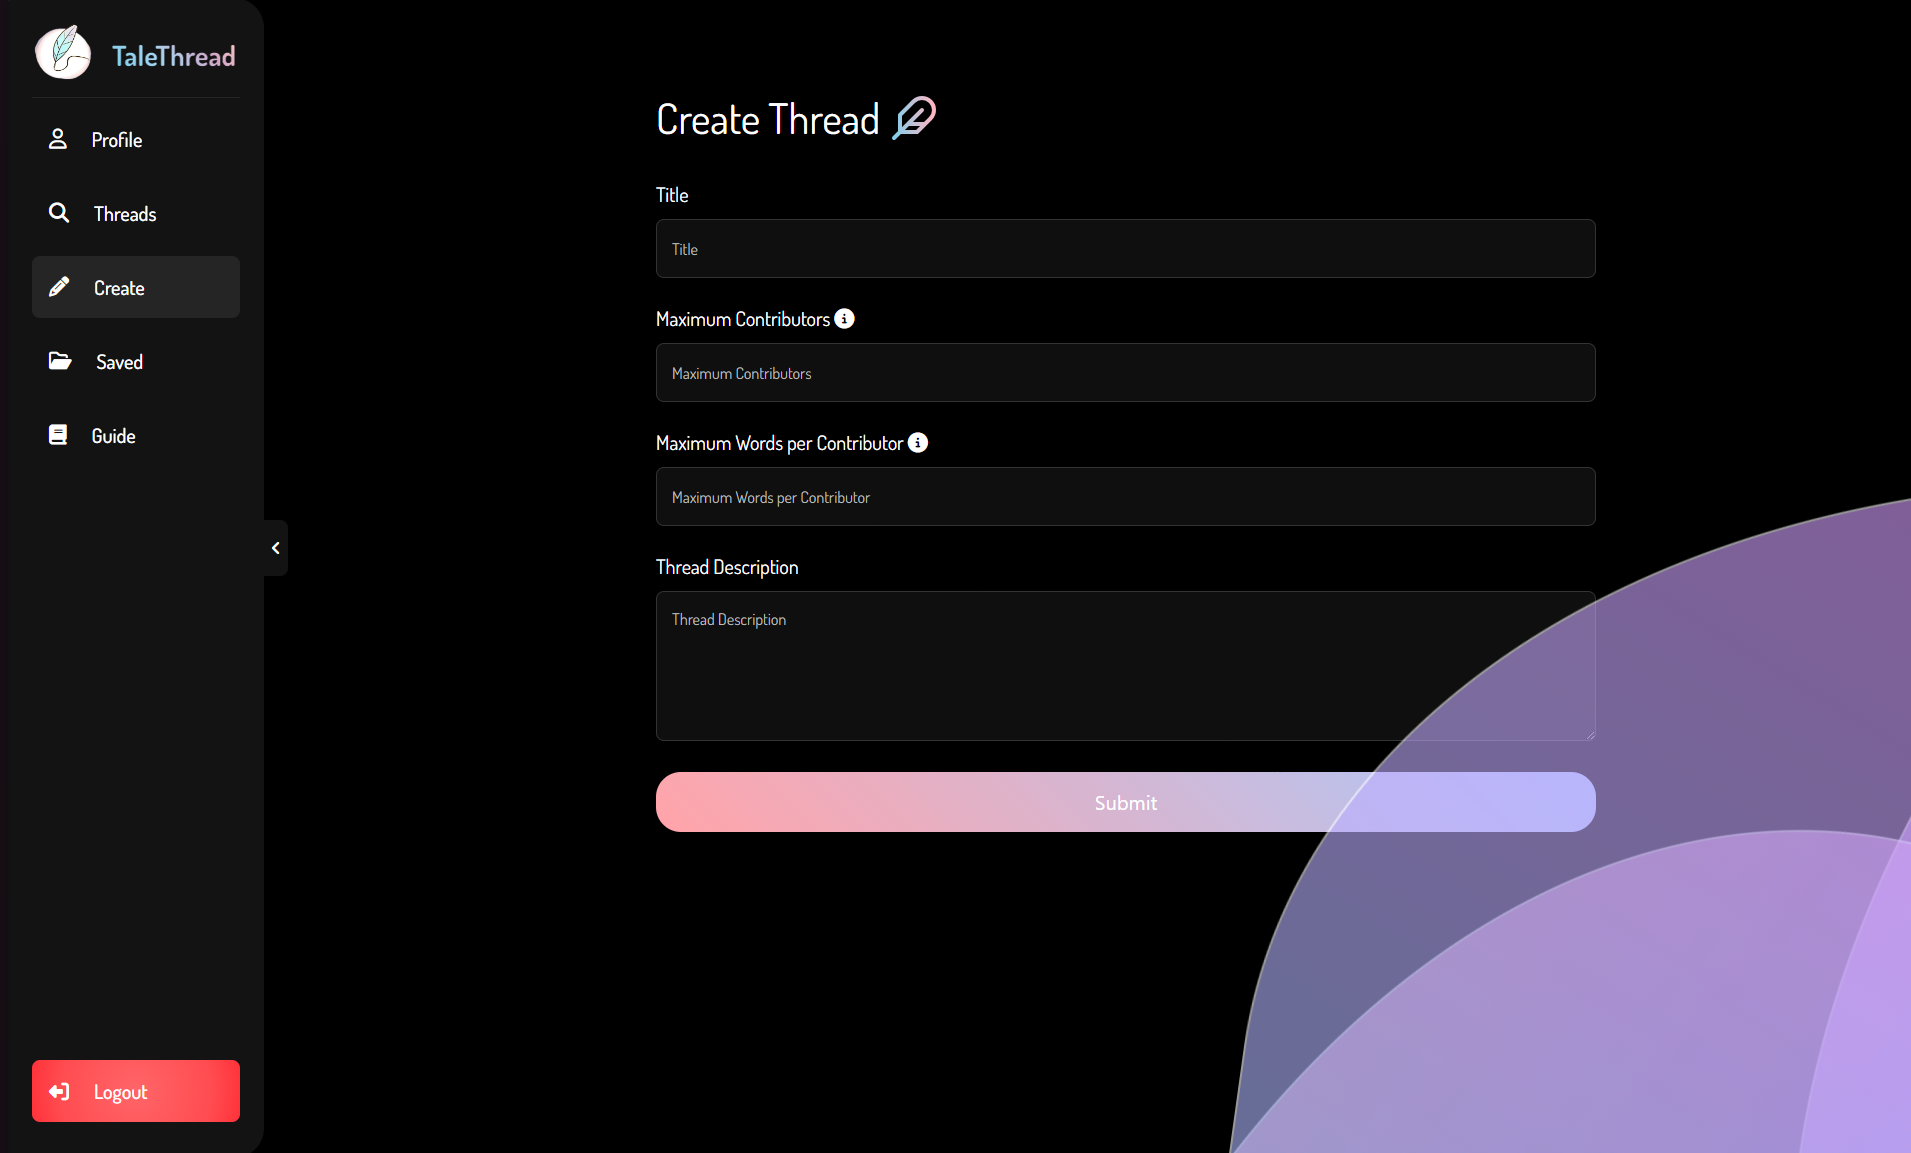 TaleThread
Profile
Threads
Create
Saved
Guide
Logout
Create Thread
Title
Title
Maximum Contributors
Maximum Contributors
Maximum Words per Contributor
Maximum Words per Contributor
Thread Description
Thread Description
Submit